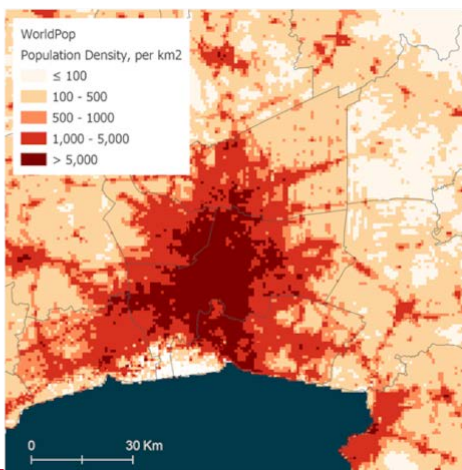 WorldPop
Population Density, per km2
≤ 100
100 - 500
500 - 1000
1,000 - 5,000
> 5,000
0 30 Km